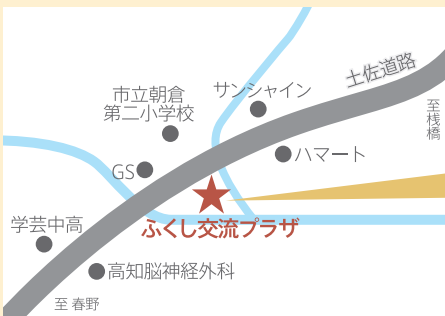 土佐道路
サンシャイン
市立朝倉
第二小学校
至
桟
橋
ハマート
GS
ふくし交流プラザ
学芸中高
高知脳神経外科
至 春野